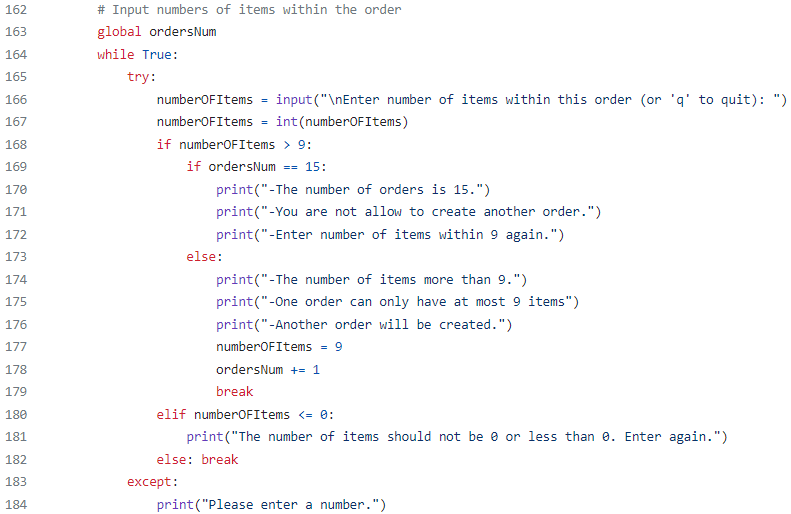 162 # Input numbers of items within the order
163 global ordersNum
164 while True:
165 try:
166 numberOFItems = input("\nEnter number of items within this order (or 'q' to quit): ")
167 numberOFItems = int(numberOFItems)
168 if numberOFItems > 9:
169 if ordersNum == 15:
170 print("-The number of orders is 15.")
171 print("-You are not allow to create another order.")
172 print("-Enter number of items within 9 again.")
173 else:
174 print("-The number of items more than 9.")
175 print("-One order can only have at most 9 items")
176 print("-Another order will be created.")
177 numberOFItems = 9
178 ordersNum += 1
179 break
180 elif numberOFItems <= 0:
181 print("The number of items should not be 0 or less than 0. Enter again.")
182 else: break
183 except:
184 print("Please enter a number.")